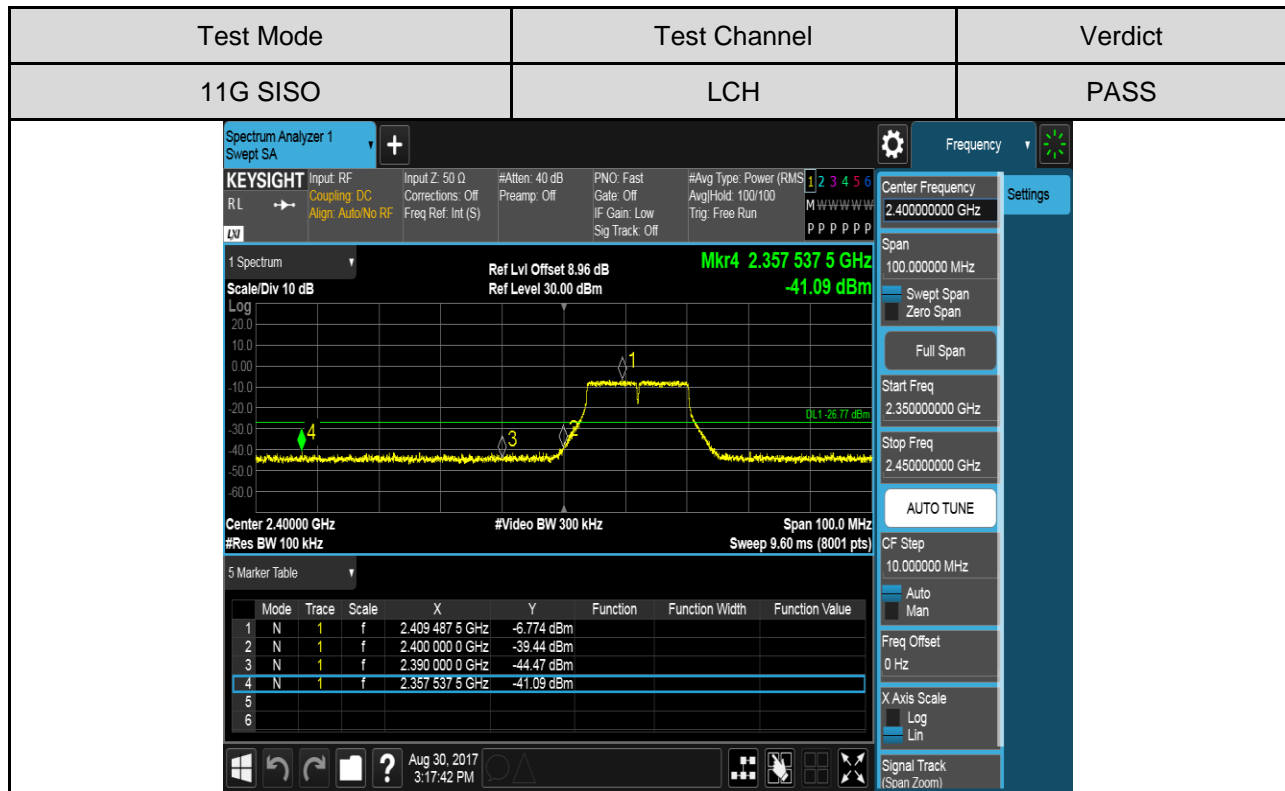 Test Mode Test Channel Verdict
11G SISO LCH PASS
Spectrum Analyzer 1
Swept SA
+
Frequency
KEYSIGHT
RL
LXI
Input: RF
Coupling: DC
Align: Auto/No RF
Input Z: 50 Ω
Corrections: Off
Freq Ref: Int (S)
#Atten: 40 dB
Preamp: Off
PNO: Fast
Gate: Off
IF Gain: Low
Sig Track: Off
#Avg Type: Power (RMS
Avg|Hold: 100/100
Trig: Free Run
1 2 3 4 5 6
M W W W W W
P P P P P P
1 Spectrum
Scale/Div 10 dB
Ref Lvl Offset 8.96 dB
Ref Level 30.00 dBm
Mkr4 2.357 537 5 GHz
-41.09 dBm
Log
20.0
10.0
0.00
-10.0
-20.0
-30.0
-40.0
-50.0
-60.0
1
2
3
4
DL1 -26.77 dBm
Center 2.40000 GHz
#Res BW 100 kHz
#Video BW 300 kHz
Span 100.0 MHz
Sweep 9.60 ms (8001 pts)
5 Marker Table
Mode Trace Scale X Y Function Function Width Function Value
1 N 1 f 2.409 487 5 GHz -6.774 dBm
2 N 1 f 2.400 000 0 GHz -39.44 dBm
3 N 1 f 2.390 000 0 GHz -44.47 dBm
4 N 1 f 2.357 537 5 GHz -41.09 dBm
5
6
?
Aug 30, 2017
3:17:42 PM
Center Frequency
2.400000000 GHz
Settings
Span
100.000000 MHz
Swept Span
Zero Span
Full Span
Start Freq
2.350000000 GHz
Stop Freq
2.450000000 GHz
AUTO TUNE
CF Step
10.000000 MHz
Auto
Man
Freq Offset
0 Hz
X Axis Scale
Log
Lin
Signal Track
(Span Zoom)